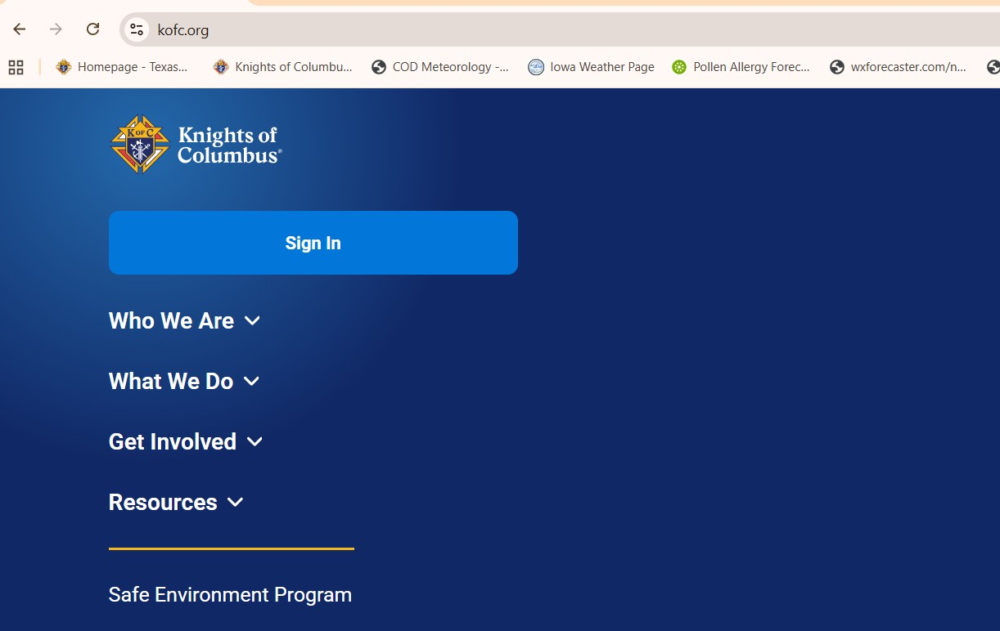 kofc.org
Homepage - Texas... Knights of Columbu... COD Meteorology -... Iowa Weather Page Pollen Allergy Forec... wxforecaster.com/n...
K OF C
Knights of
Columbus®
Sign In
Who We Are
What We Do
Get Involved
Resources
Safe Environment Program